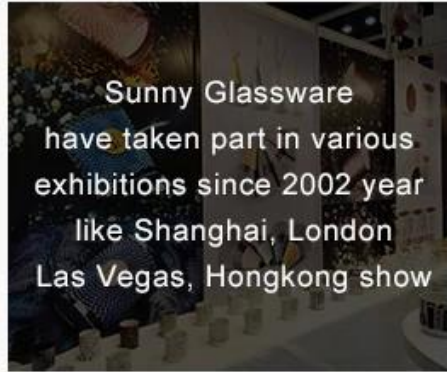 Sunny Glassware
have taken part in various
exhibitions since 2002 year
like Shanghai, London
Las Vegas, Hongkong show